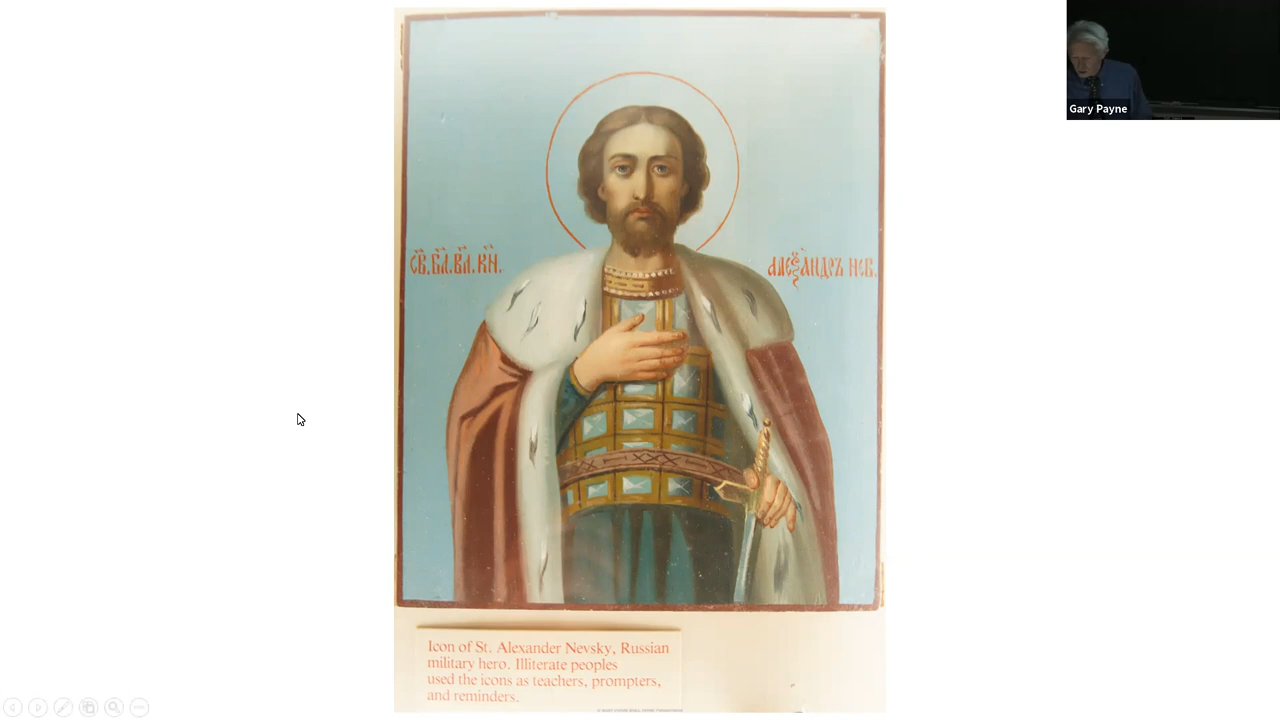 Gary Payne
С҃В. БЛ. ВЛ. КН.
АЛЕѮАНДРЪ НЕВ.
Icon of St. Alexander Nevsky, Russian
military hero. Illiterate peoples
used the icons as teachers, prompters,
and reminders.